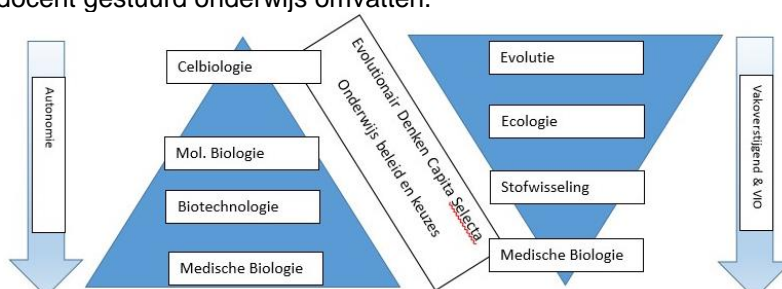 docent gestuurd onderwijs omvatten.
Autonomie
Celbiologie
Mol. Biologie
Biotechnologie
Medische Biologie
Evolutionair Denken Capita Selecta
Onderwijs beleid en keuzes
Evolutie
Ecologie
Stofwisseling
Medische Biologie
Vakoverstijgend & VIO